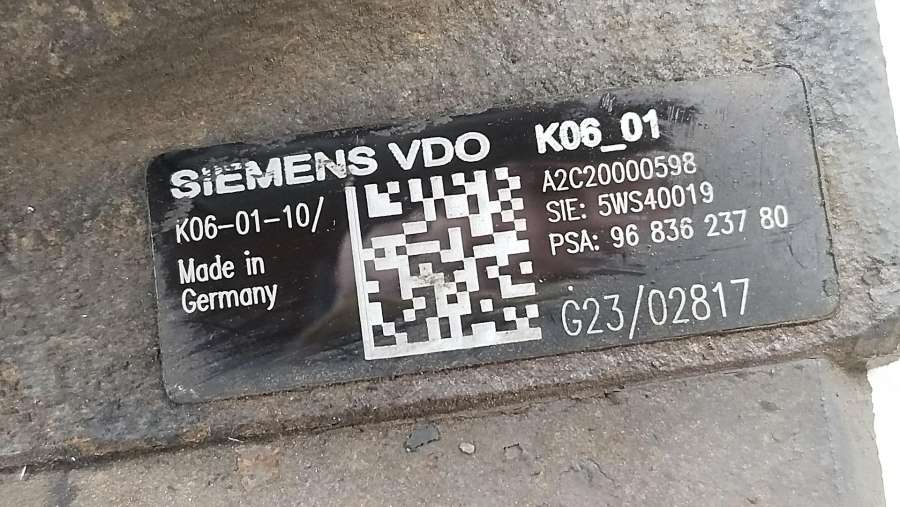 SIEMENS VDO
K06-01-10/
Made in
Germany
K06_01
A2C20000598
SIE: 5WS40019
PSA: 96 836 237 80
G23/02817